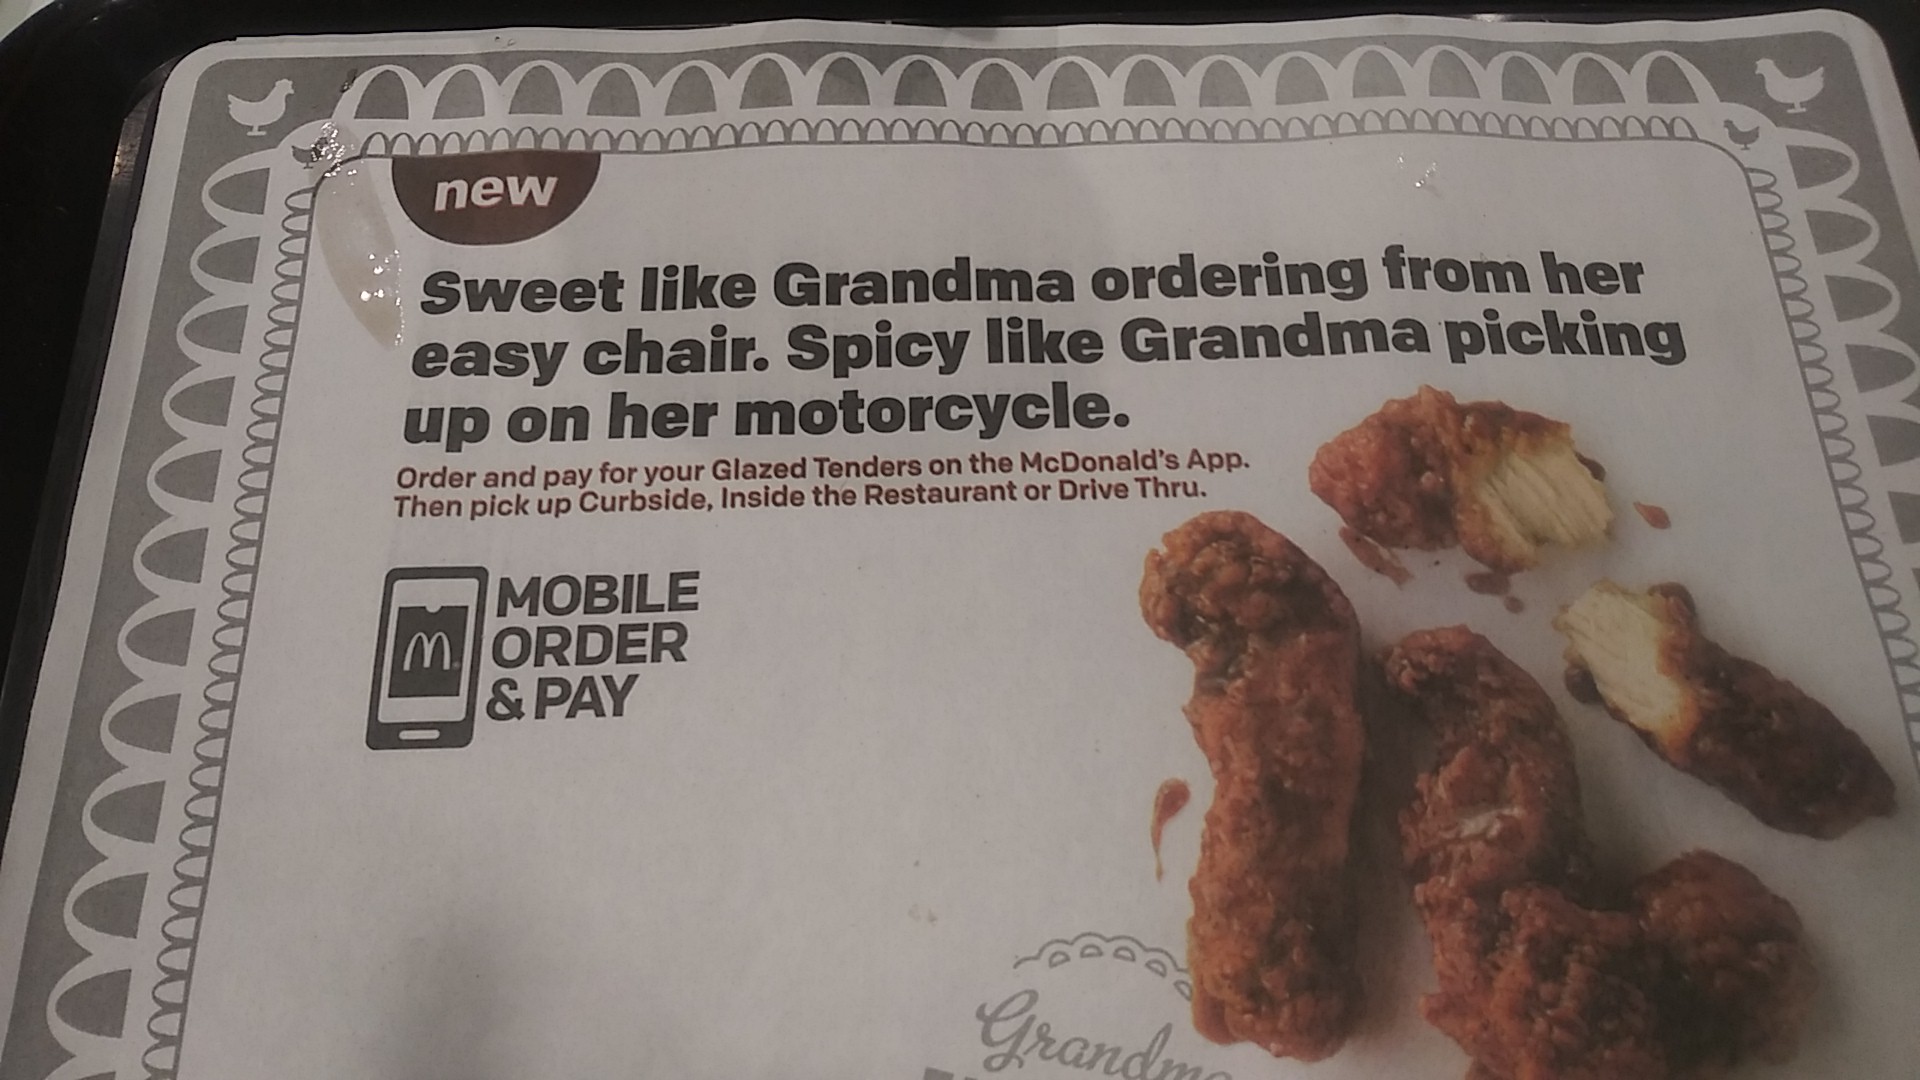 new
Sweet like Grandma ordering from her
easy chair. Spicy like Grandma picking
up on her motorcycle.
Order and pay for your Glazed Tenders on the McDonald's App.
Then pick up Curbside, Inside the Restaurant or Drive Thru.
MOBILE
ORDER
& PAY
Grandma